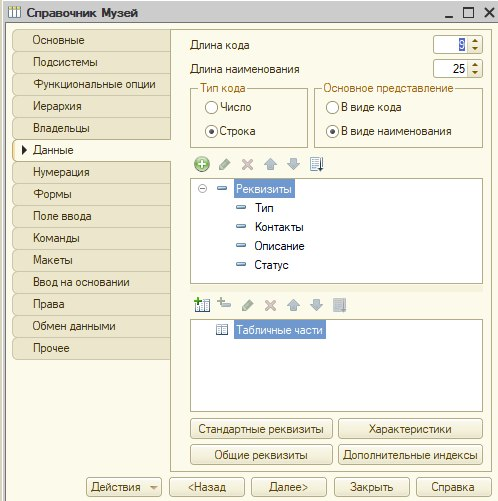 Справочник Музей
Основные
Подсистемы
Функциональные опции
Иерархия
Владельцы
Данные
Нумерация
Формы
Поле ввода
Команды
Макеты
Ввод на основании
Права
Обмен данными
Прочее
Длина кода 9
Длина наименования 25
Тип кода
Число
Строка
Основное представление
В виде кода
В виде наименования
Реквизиты
Тип
Контакты
Описание
Статус
Табличные части
Стандартные реквизиты Характеристики
Общие реквизиты Дополнительные индексы
Действия <Назад Далее> Закрыть Справка